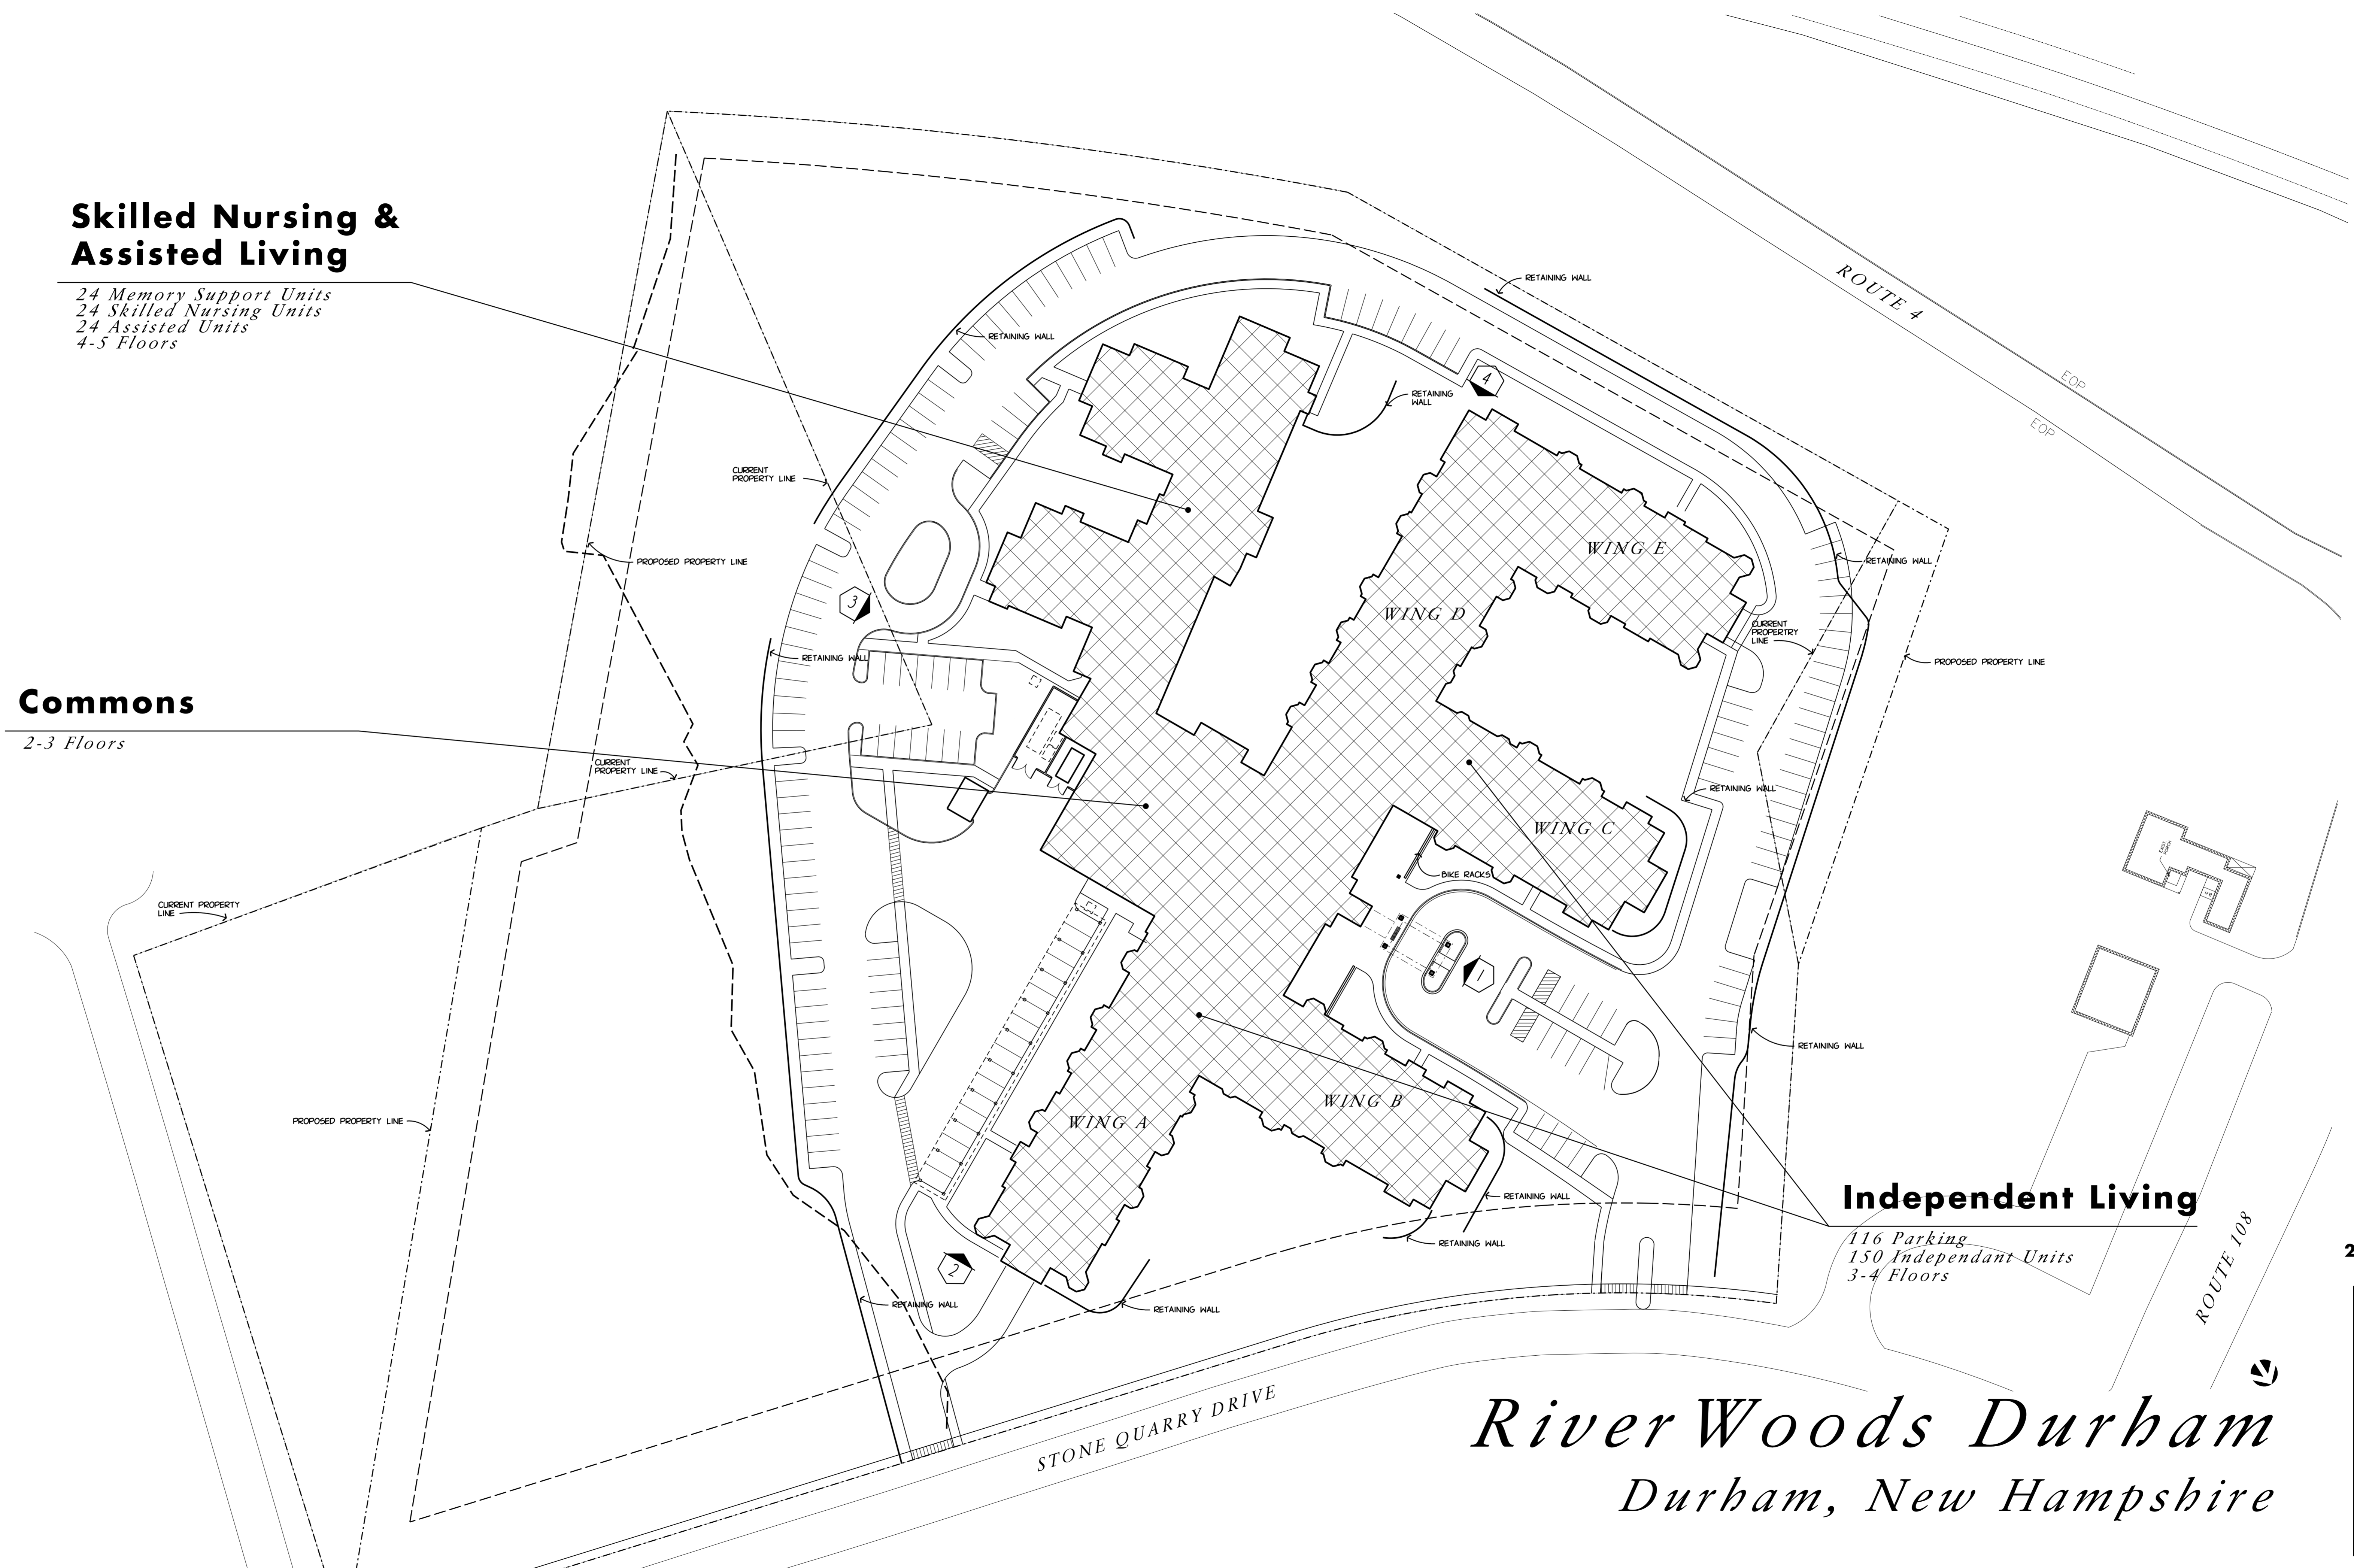 Skilled Nursing &
Assisted Living
24 Memory Support Units
24 Skilled Nursing Units
24 Assisted Units
4-5 Floors
Commons
2-3 Floors
Independent Living
116 Parking
150 Independant Units
3-4 Floors
ROUTE 4
EOP
EOP
RETAINING WALL
RETAINING WALL
RETAINING
WALL
4
CURRENT
PROPERTY LINE
PROPOSED PROPERTY LINE
WING E
RETAINING WALL
3
WING D
CURRENT
PROPERTRY
LINE
RETAINING WALL
PROPOSED PROPERTY LINE
CURRENT
PROPERTY LINE
RETAINING WALL
WING C
BIKE RACKS
CURRENT PROPERTY
LINE
1
RETAINING WALL
PROPOSED PROPERTY LINE
WING A
WING B
RETAINING WALL
RETAINING WALL
2
RETAINING WALL
RETAINING WALL
ROUTE 108
2
STONE QUARRY DRIVE
RiverWoods Durham
Durham, New Hampshire